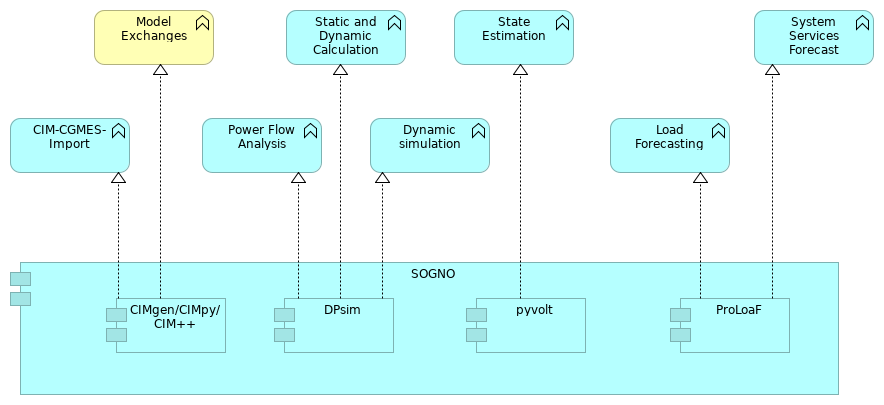 Model
Exchanges
Static and
Dynamic
Calculation
State
Estimation
System
Services
Forecast
CIM-CGMES-
Import
Power Flow
Analysis
Dynamic
simulation
Load
Forecasting
SOGNO
CIMgen/CIMpy/
CIM++
DPsim
pyvolt
ProLoaF